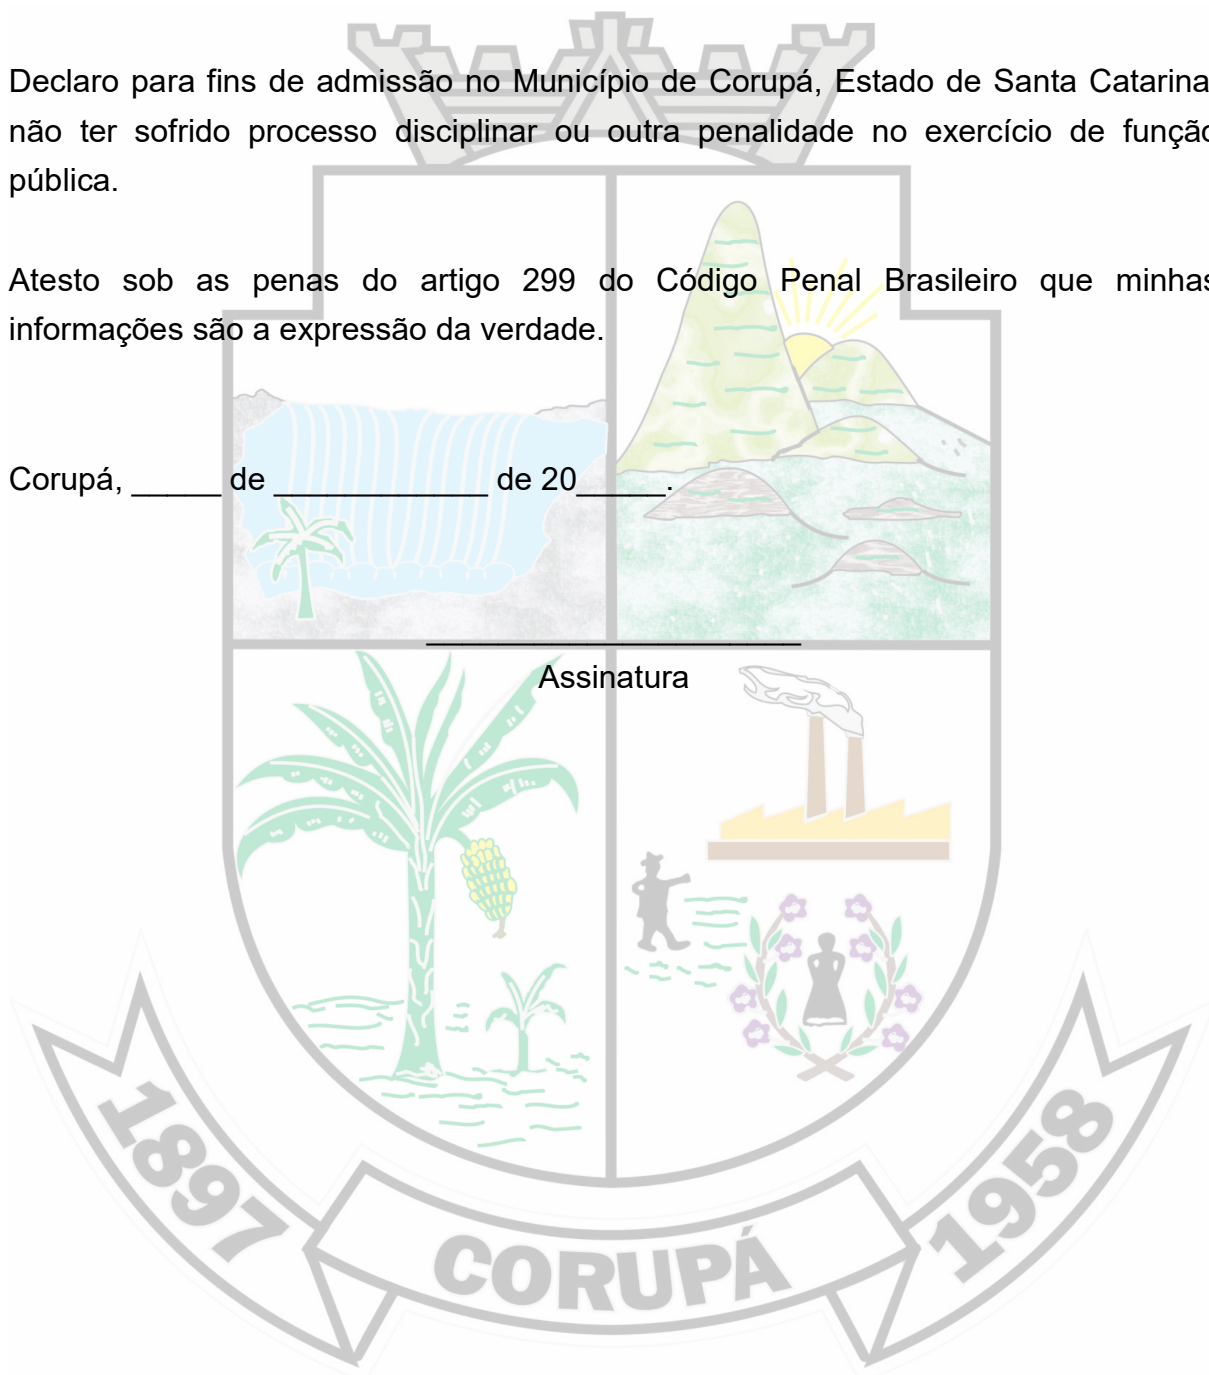 Declaro para fins de admissão no Município de Corupá, Estado de Santa Catarina
não ter sofrido processo disciplinar ou outra penalidade no exercício de função
pública.
Atesto sob as penas do artigo 299 do Código Penal Brasileiro que minhas
informações são a expressão da verdade.
Corupá, _____ de ____________ de 20_____.
_____________________
Assinatura
1897
CORUPÁ
1958